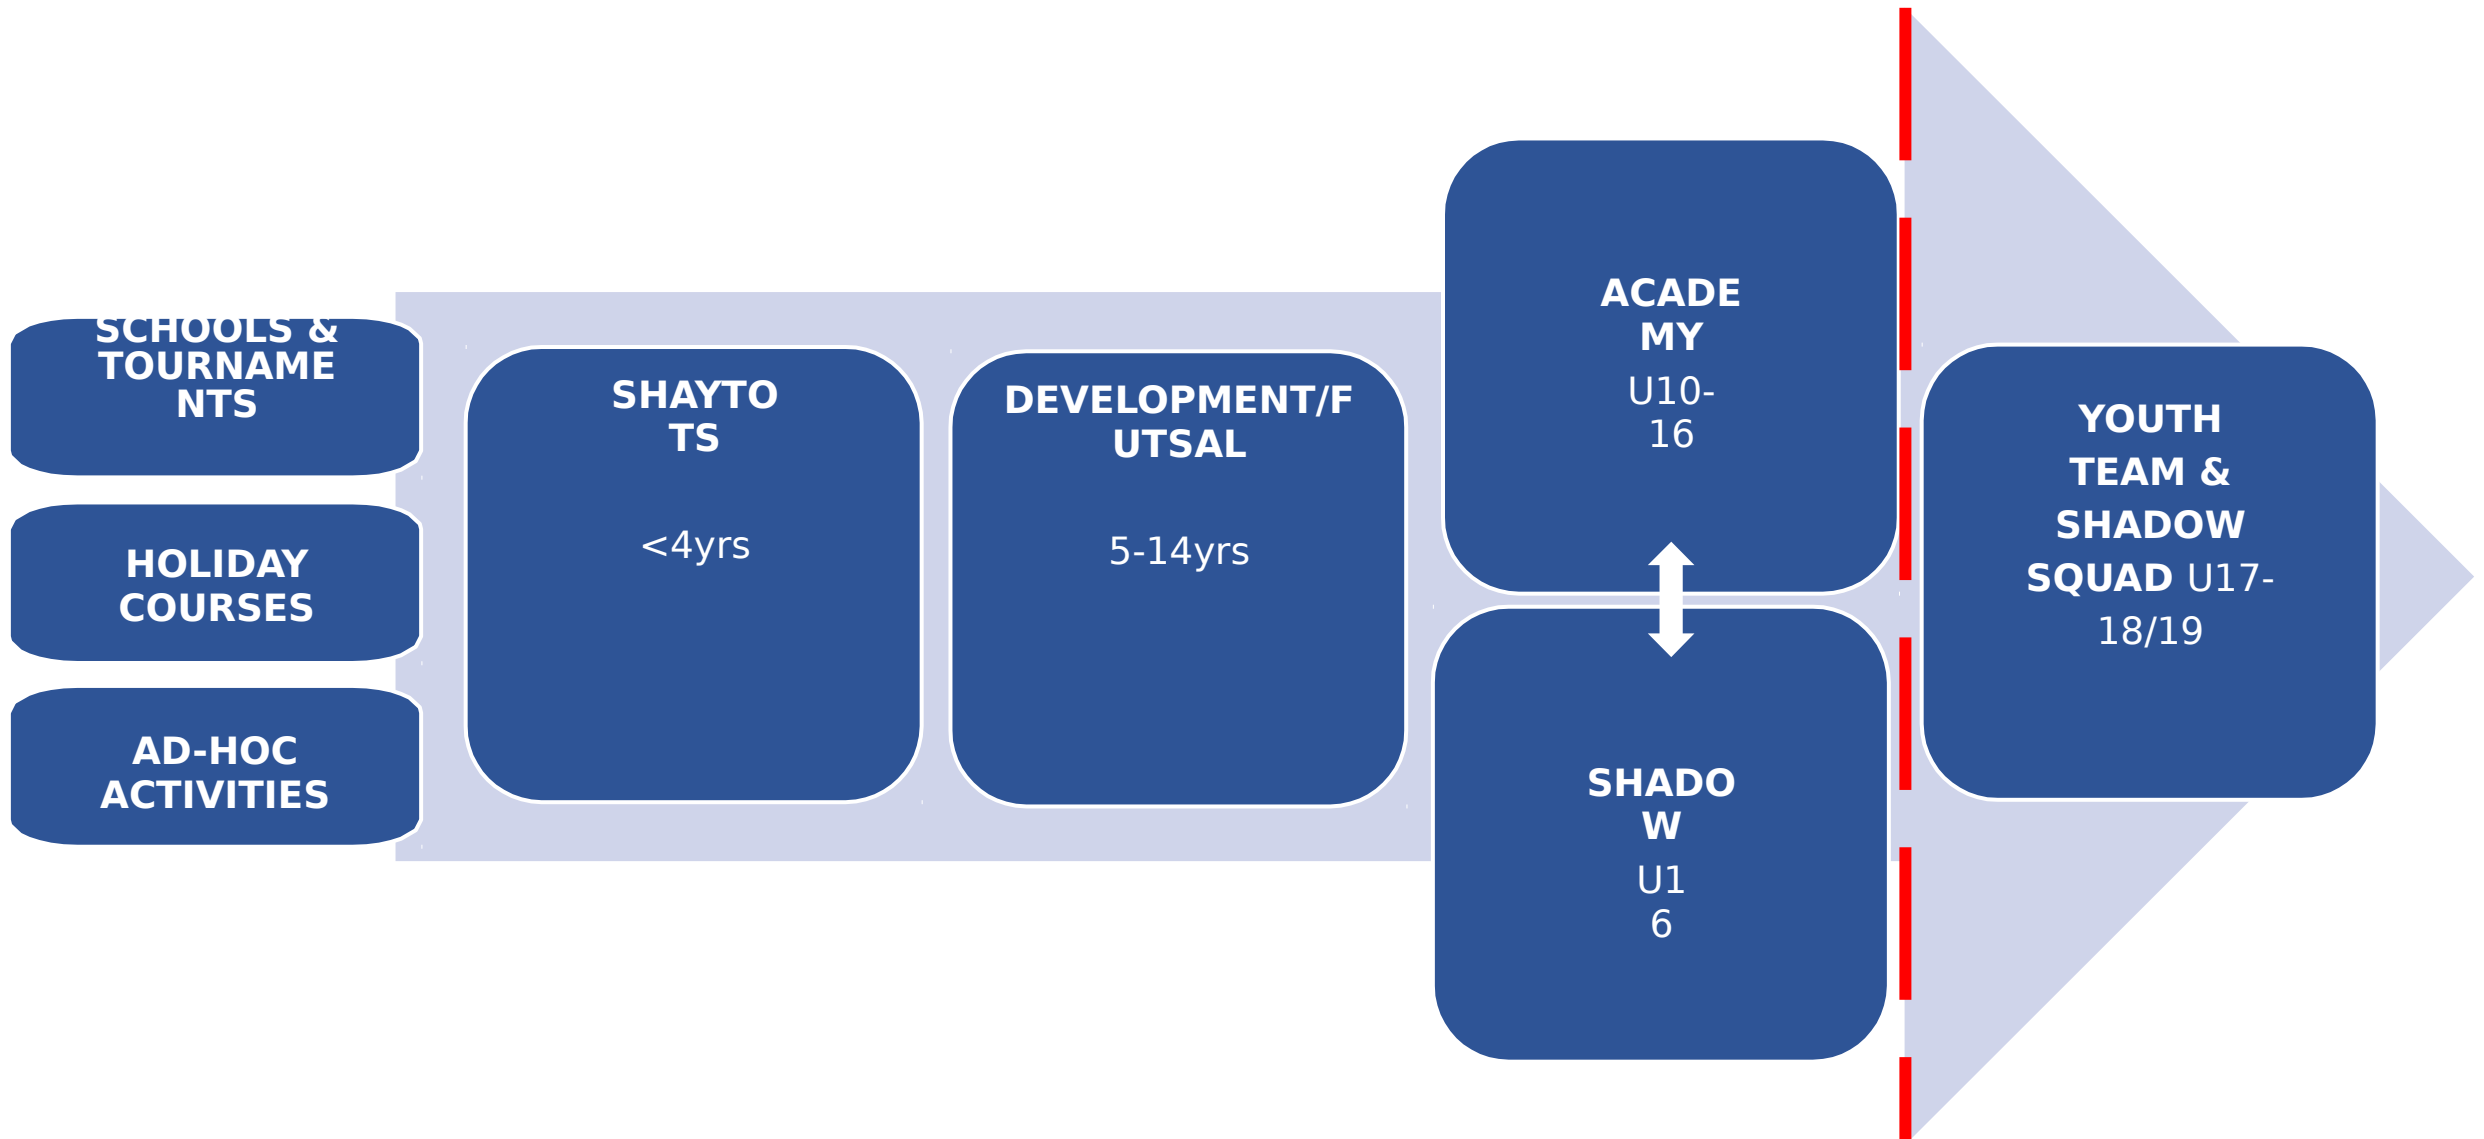 SCHOOLS &
TOURNAME
NTS
HOLIDAY
COURSES
AD-HOC
ACTIVITIES
SHAYTO
TS
<4yrs
DEVELOPMENT/F
UTSAL
5-14yrs
ACADE
MY
U10-
16
SHADO
W
U1
6
YOUTH
TEAM &
SHADOW
SQUAD U17-
18/19